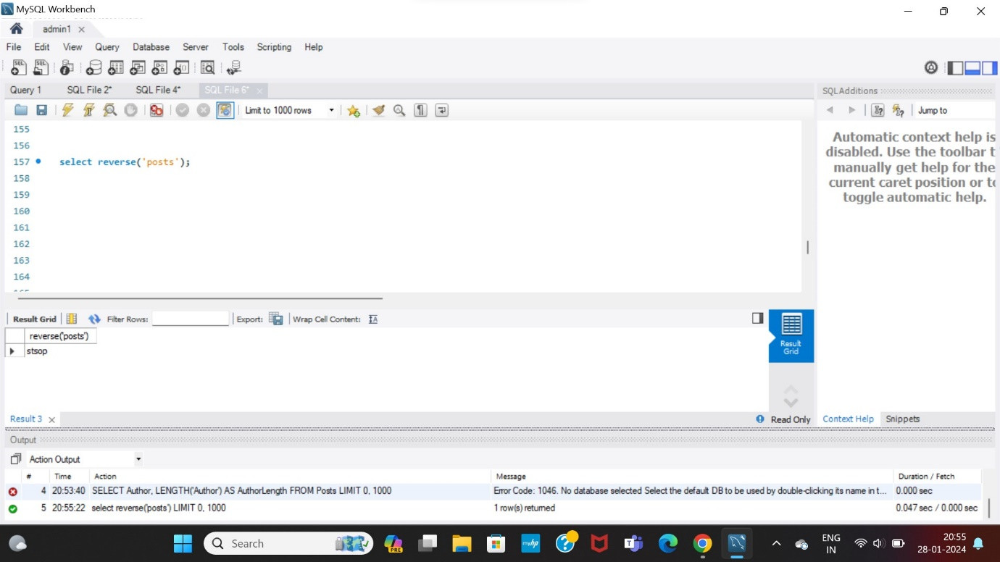 MySQL Workbench
admin1
File Edit View Query Database Server Tools Scripting Help
Query 1 SQL File 2* SQL File 4* SQL File 6*
SQLAdditions
Limit to 1000 rows
Jump to
155
156
157 select reverse('posts');
158
159
160
161
162
163
164
Automatic context help is
disabled. Use the toolbar t
manually get help for the
current caret position or to
toggle automatic help.
Result Grid Filter Rows: Export: Wrap Cell Content:
reverse('posts')
stsop
Result
Grid
Result 3
Read Only
Context Help Snippets
Output
Action Output
# Time Action Message Duration / Fetch
4 20:53:40 SELECT Author, LENGTH('Author') AS AuthorLength FROM Posts LIMIT 0, 1000 Error Code: 1046. No database selected Select the default DB to be used by double-clicking its name in t... 0.000 sec
5 20:55:22 select reverse('posts') LIMIT 0, 1000 1 row(s) returned 0.047 sec / 0.000 sec
Search
PRE
myhp
ENG
IN
20:55
28-01-2024